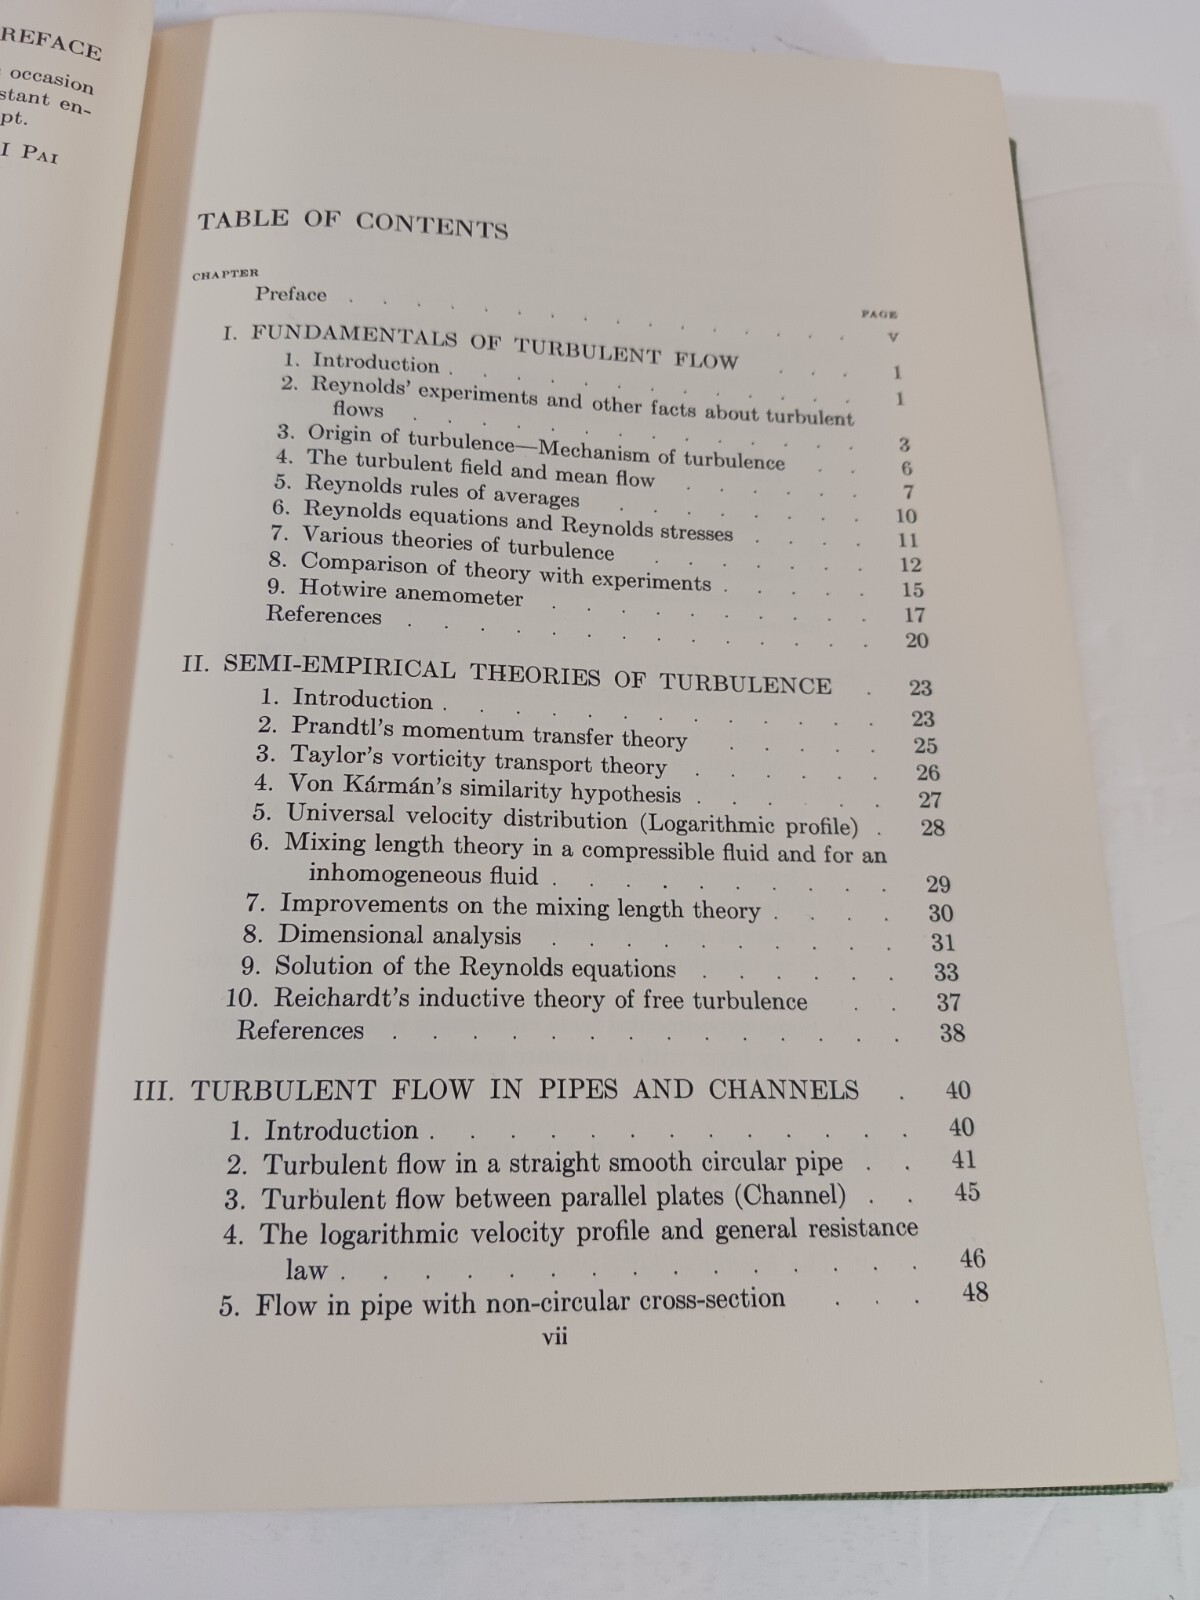 REFACE
occasion
stant en-
pt.
I PAI
TABLE OF CONTENTS
CHAPTER
PAGE
Preface . . . . . . . . . . . . . . . v
I. FUNDAMENTALS OF TURBULENT FLOW . . . 1
1. Introduction . . . . . . . . . . . . 1
2. Reynolds' experiments and other facts about turbulent
flows . . . . . . . . . . . . . 3
3. Origin of turbulence—Mechanism of turbulence . . 6
4. The turbulent field and mean flow . . . . . . 7
5. Reynolds rules of averages . . . . . . . 10
6. Reynolds equations and Reynolds stresses . . . . 11
7. Various theories of turbulence . . . . . . 12
8. Comparison of theory with experiments . . . . . 15
9. Hotwire anemometer . . . . . . . . . . 17
References . . . . . . . . . . . . . . 20
II. SEMI-EMPIRICAL THEORIES OF TURBULENCE . 23
1. Introduction . . . . . . . . . . . . . 23
2. Prandtl's momentum transfer theory . . . . . 25
3. Taylor's vorticity transport theory . . . . . . 26
4. Von Kármán's similarity hypothesis . . . . . . 27
5. Universal velocity distribution (Logarithmic profile) . 28
6. Mixing length theory in a compressible fluid and for an
inhomogeneous fluid . . . . . . . . . . 29
7. Improvements on the mixing length theory . . . . 30
8. Dimensional analysis . . . . . . . . . . 31
9. Solution of the Reynolds equations . . . . . . 33
10. Reichardt's inductive theory of free turbulence . . 37
References . . . . . . . . . . . . . . 38
III. TURBULENT FLOW IN PIPES AND CHANNELS . 40
1. Introduction . . . . . . . . . . . . . 40
2. Turbulent flow in a straight smooth circular pipe . . 41
3. Turbulent flow between parallel plates (Channel) . . 45
4. The logarithmic velocity profile and general resistance
law . . . . . . . . . . . . . . . 46
5. Flow in pipe with non-circular cross-section . . . 48
vii